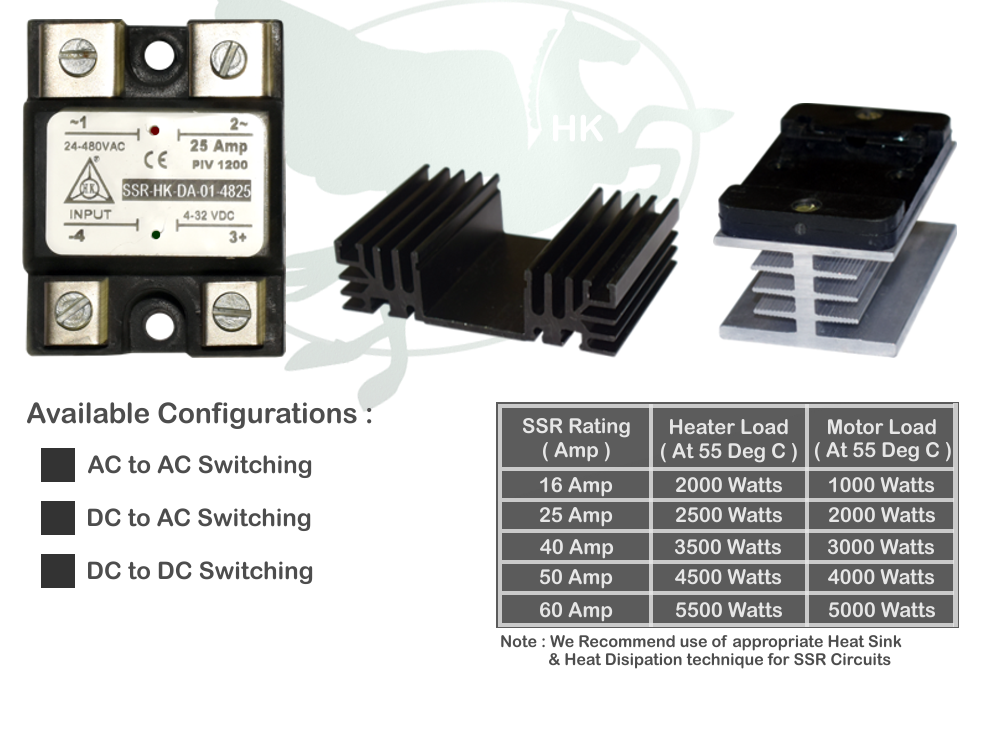 HK
~1 2~
24-480VAC 25 Amp
CE PIV 1200
H.K
SSR-HK-DA-01-4825
INPUT 4-32 VDC
-4 3+
Available Configurations :
AC to AC Switching
DC to AC Switching
DC to DC Switching
SSR Rating ( Amp ) Heater Load ( At 55 Deg C ) Motor Load ( At 55 Deg C )
16 Amp 2000 Watts 1000 Watts
25 Amp 2500 Watts 2000 Watts
40 Amp 3500 Watts 3000 Watts
50 Amp 4500 Watts 4000 Watts
60 Amp 5500 Watts 5000 Watts
Note : We Recommend use of appropriate Heat Sink
& Heat Disipation technique for SSR Circuits